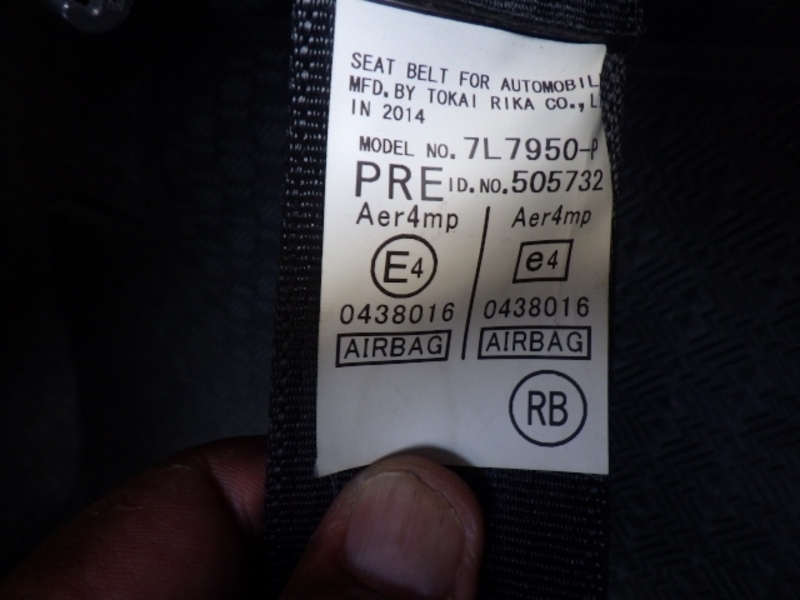 SEAT BELT FOR AUTOMOBIL
MFD. BY TOKAI RIKA CO., L
IN 2014
MODEL NO. 7L7950-P
PRE ID.NO. 505732
Aer4mp Aer4mp
E4 e4
0438016 0438016
AIRBAG AIRBAG
RB